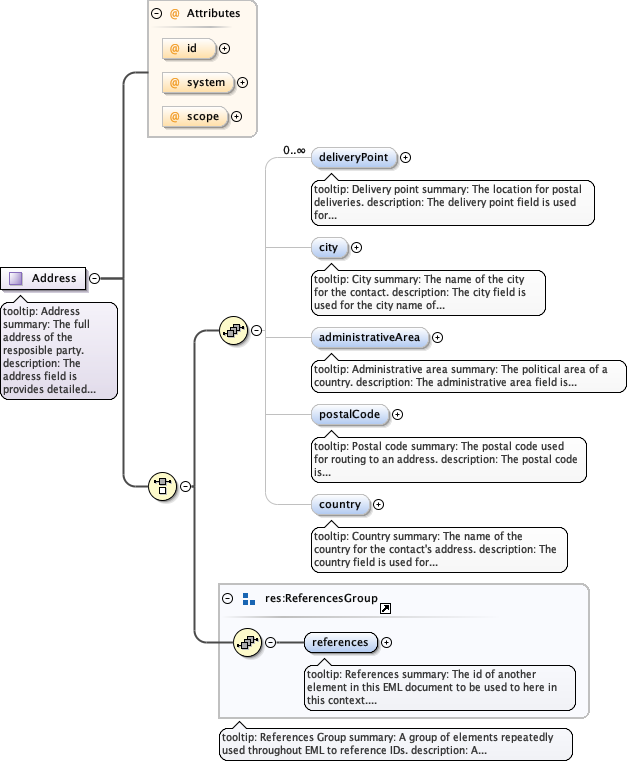 Attributes
@ id
@ system
@ scope
0..∞
deliveryPoint
tooltip: Delivery point summary: The location for postal
deliveries. description: The delivery point field is used
for...
city
tooltip: City summary: The name of the city
for the contact. description: The city field is
used for the city name of...
Address
tooltip: Address
summary: The full
address of the
resposible party.
description: The
address field is
provides detailed...
administrativeArea
tooltip: Administrative area summary: The political area of a
country. description: The administrative area field is...
postalCode
tooltip: Postal code summary: The postal code used
for routing to an address. description: The postal code
is...
country
tooltip: Country summary: The name of the
country for the contact's address. description: The
country field is used for...
res:ReferencesGroup
references
tooltip: References summary: The id of another
element in this EML document to be used to here in
this context....
tooltip: References Group summary: A group of elements repeatedly
used throughout EML to reference IDs. description: A...